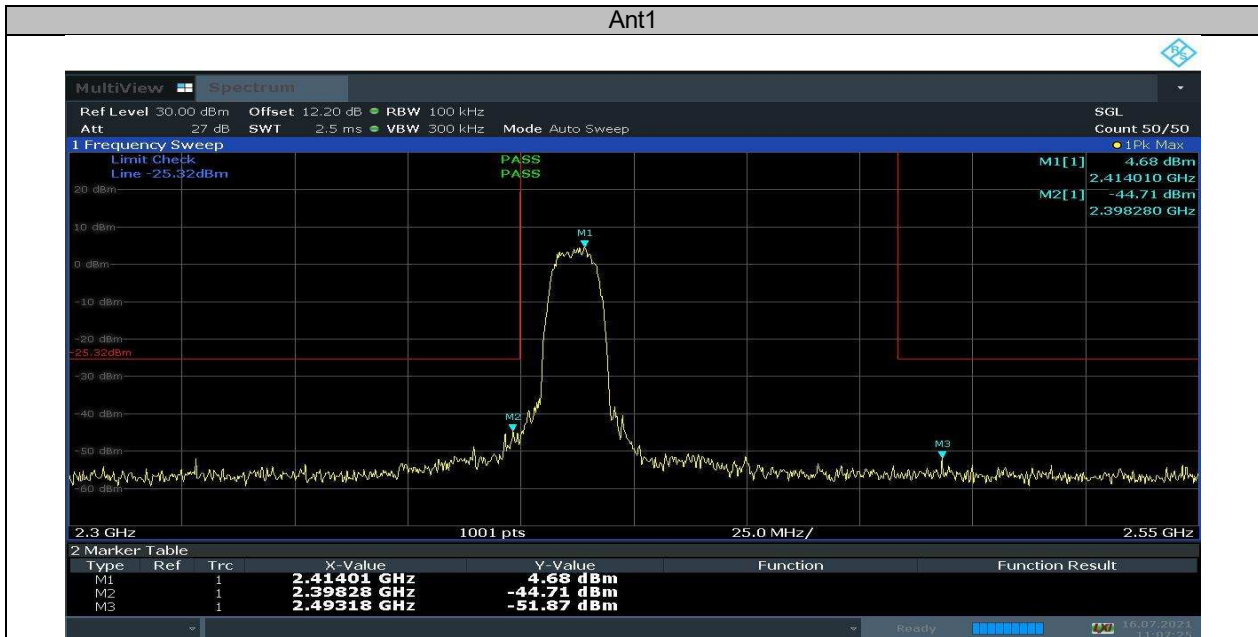 Ant1
R S
MultiView Spectrum
Ref Level 30.00 dBm Offset 12.20 dB RBW 100 kHz SGL
Att 27 dB SWT 2.5 ms VBW 300 kHz Mode Auto Sweep Count 50/50
1 Frequency Sweep 1Pk Max
Limit Check PASS M1[1] 4.68 dBm
Line -25.32dBm PASS 2.414010 GHz
20 dBm M2[1] -44.71 dBm
2.398280 GHz
10 dBm
M1
0 dBm
-10 dBm
-20 dBm
-25.32dBm
-30 dBm
-40 dBm
M2
M3
-50 dBm
-60 dBm
2.3 GHz 1001 pts 25.0 MHz/ 2.55 GHz
2 Marker Table
Type Ref Trc X-Value Y-Value Function Function Result
M1 1 2.41401 GHz 4.68 dBm
M2 1 2.39828 GHz -44.71 dBm
M3 1 2.49318 GHz -51.87 dBm
Ready 16.07.2021
11:07:25